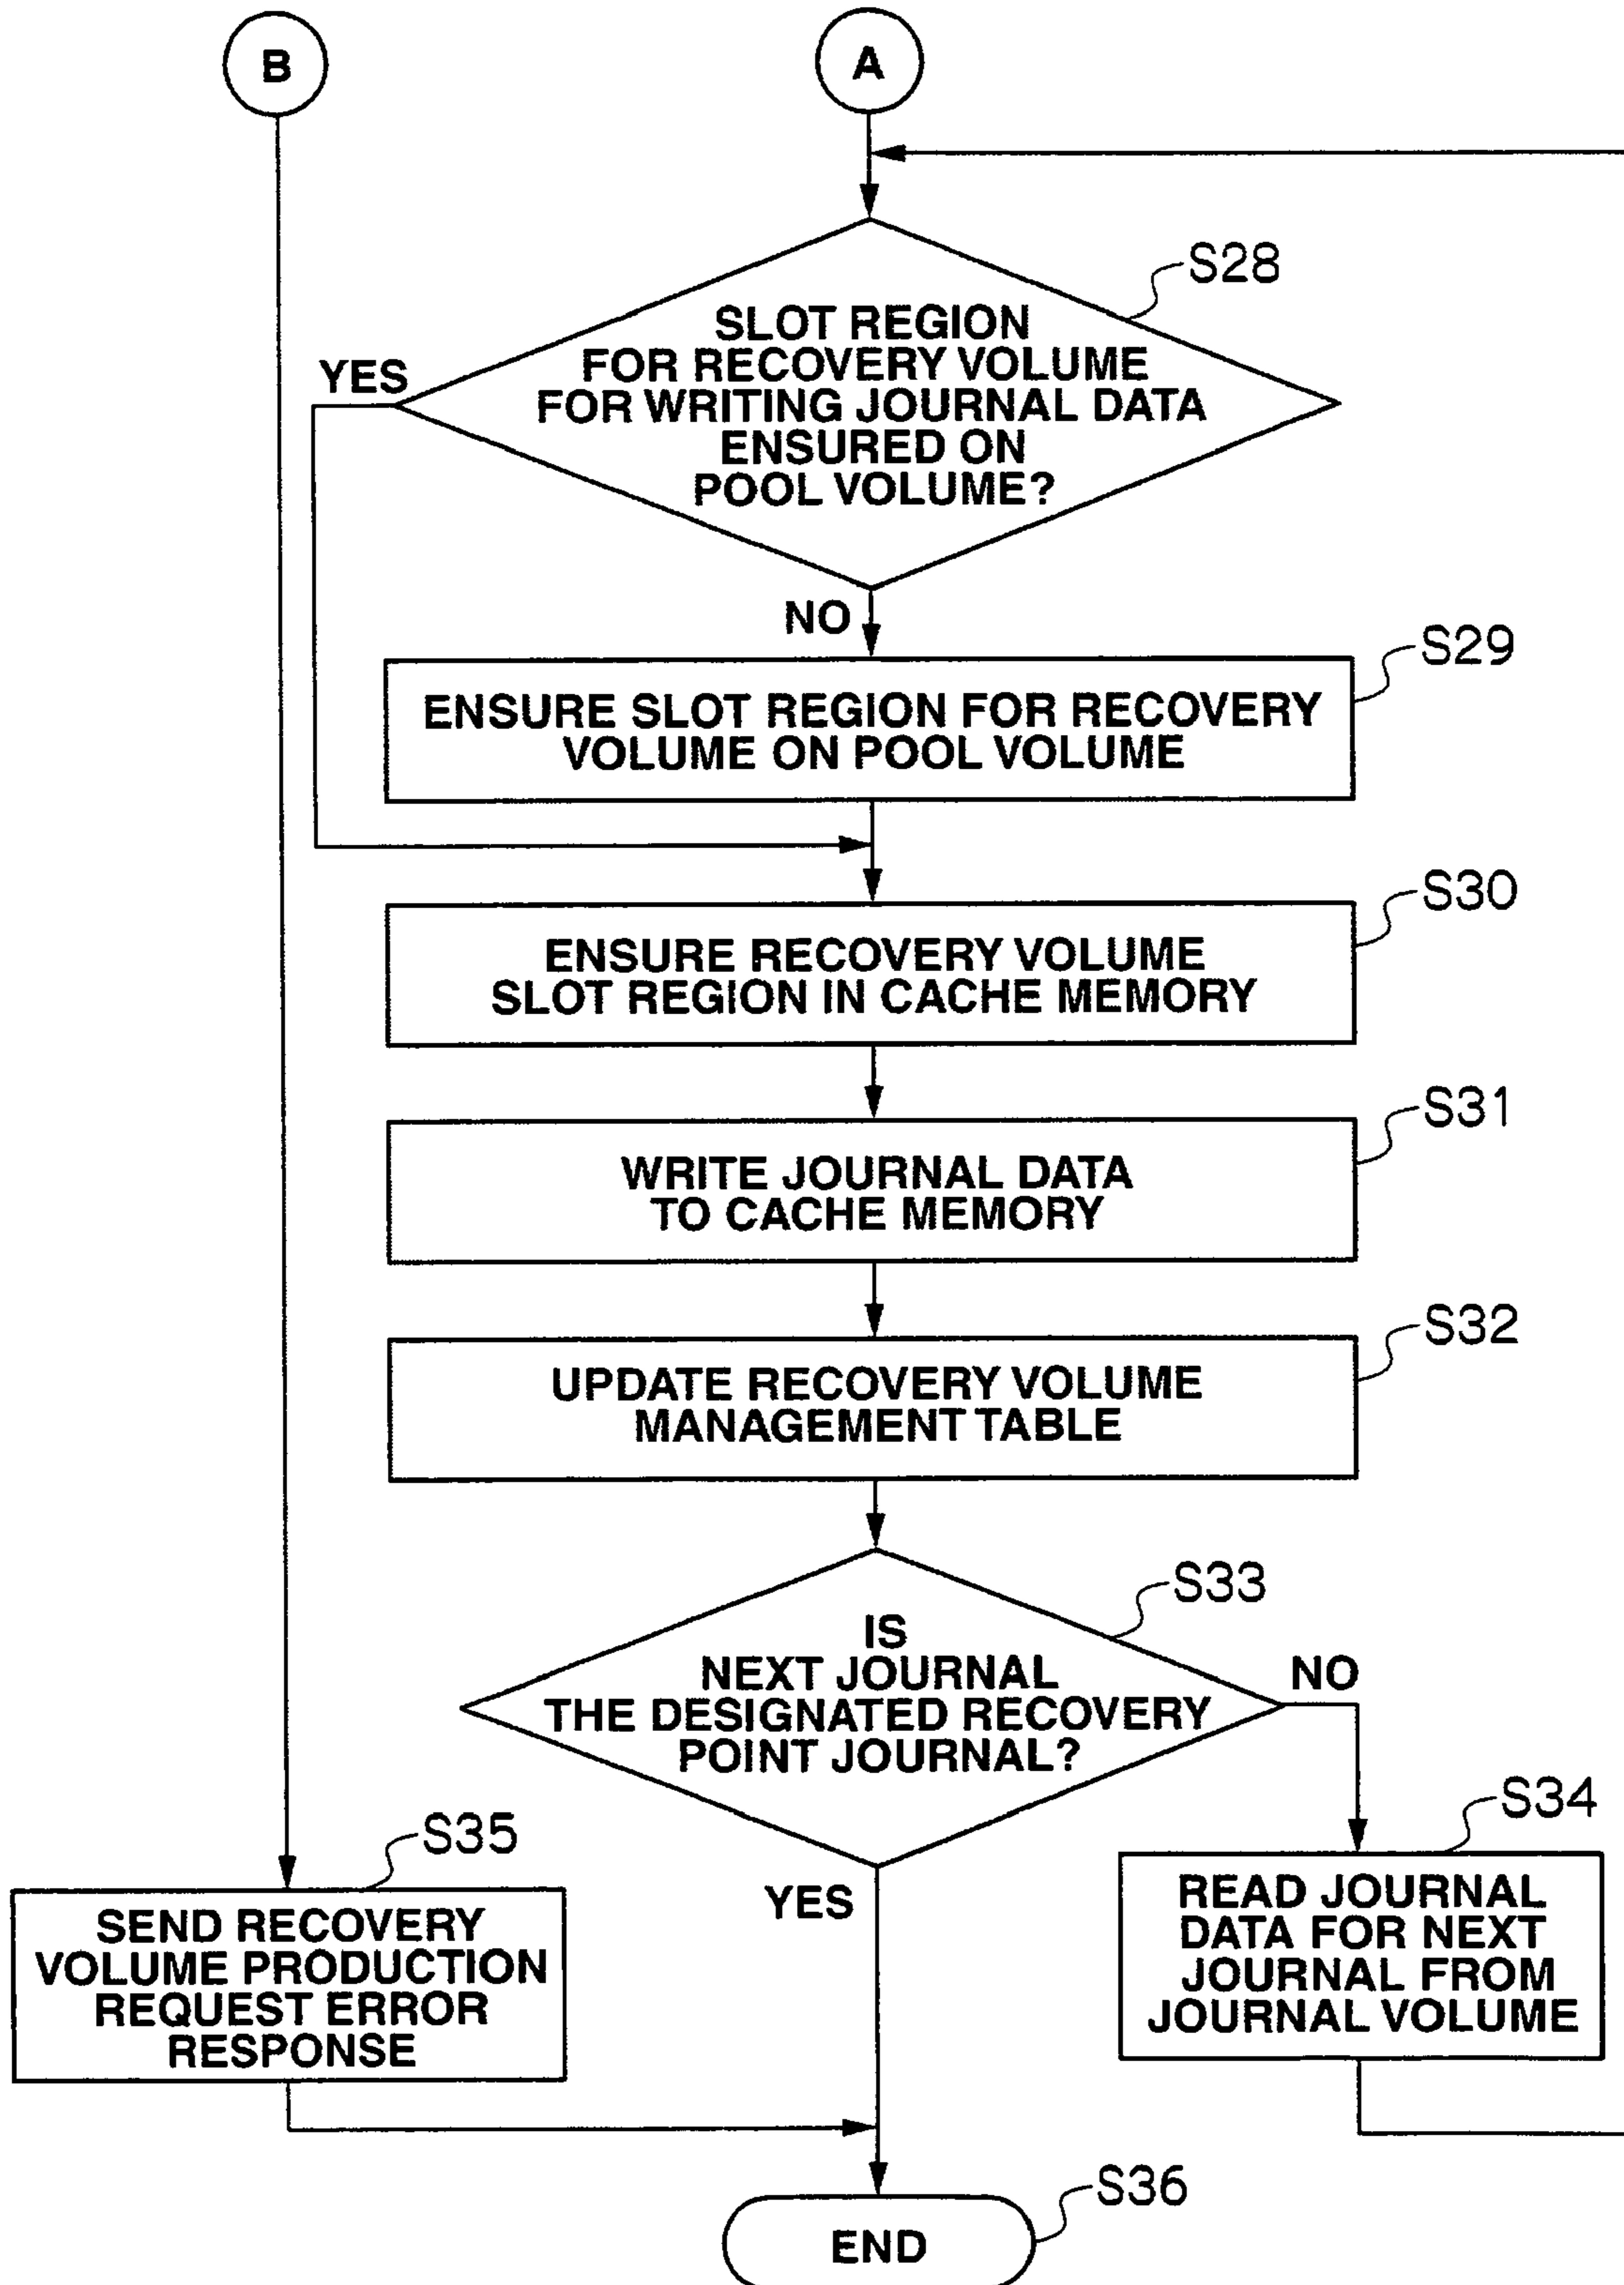 B
A
S28
SLOT REGION
FOR RECOVERY VOLUME
FOR WRITING JOURNAL DATA
ENSURED ON
POOL VOLUME?
YES
NO
S29
ENSURE SLOT REGION FOR RECOVERY
VOLUME ON POOL VOLUME
S30
ENSURE RECOVERY VOLUME
SLOT REGION IN CACHE MEMORY
S31
WRITE JOURNAL DATA
TO CACHE MEMORY
S32
UPDATE RECOVERY VOLUME
MANAGEMENT TABLE
S33
IS
NEXT JOURNAL
THE DESIGNATED RECOVERY
POINT JOURNAL?
NO
YES
S34
READ JOURNAL
DATA FOR NEXT
JOURNAL FROM
JOURNAL VOLUME
S35
SEND RECOVERY
VOLUME PRODUCTION
REQUEST ERROR
RESPONSE
S36
END